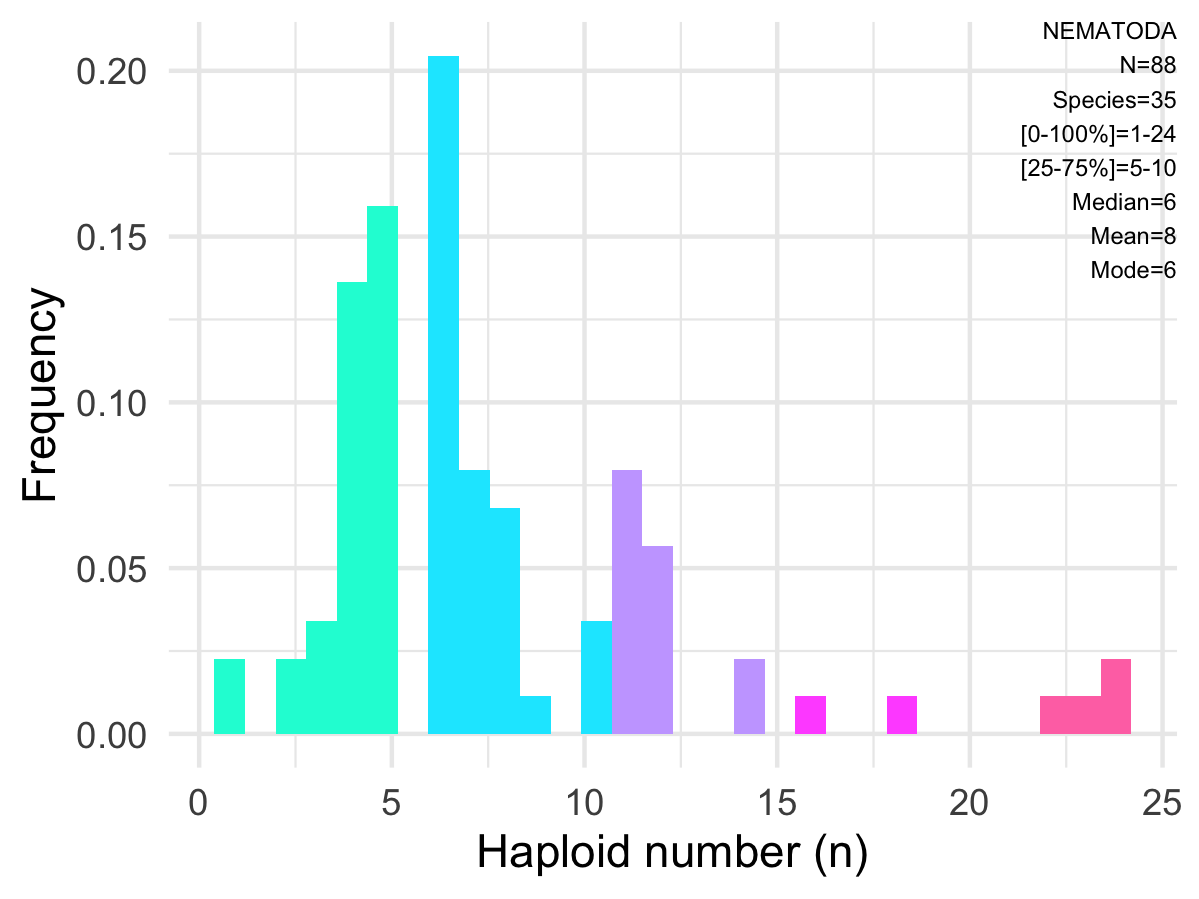 NEMATODA
N=88
Species=35
[0-100%]=1-24
[25-75%]=5-10
Median=6
Mean=8
Mode=6
Frequency
0.20
0.15
0.10
0.05
0.00
0 5 10 15 20 25
Haploid number (n)